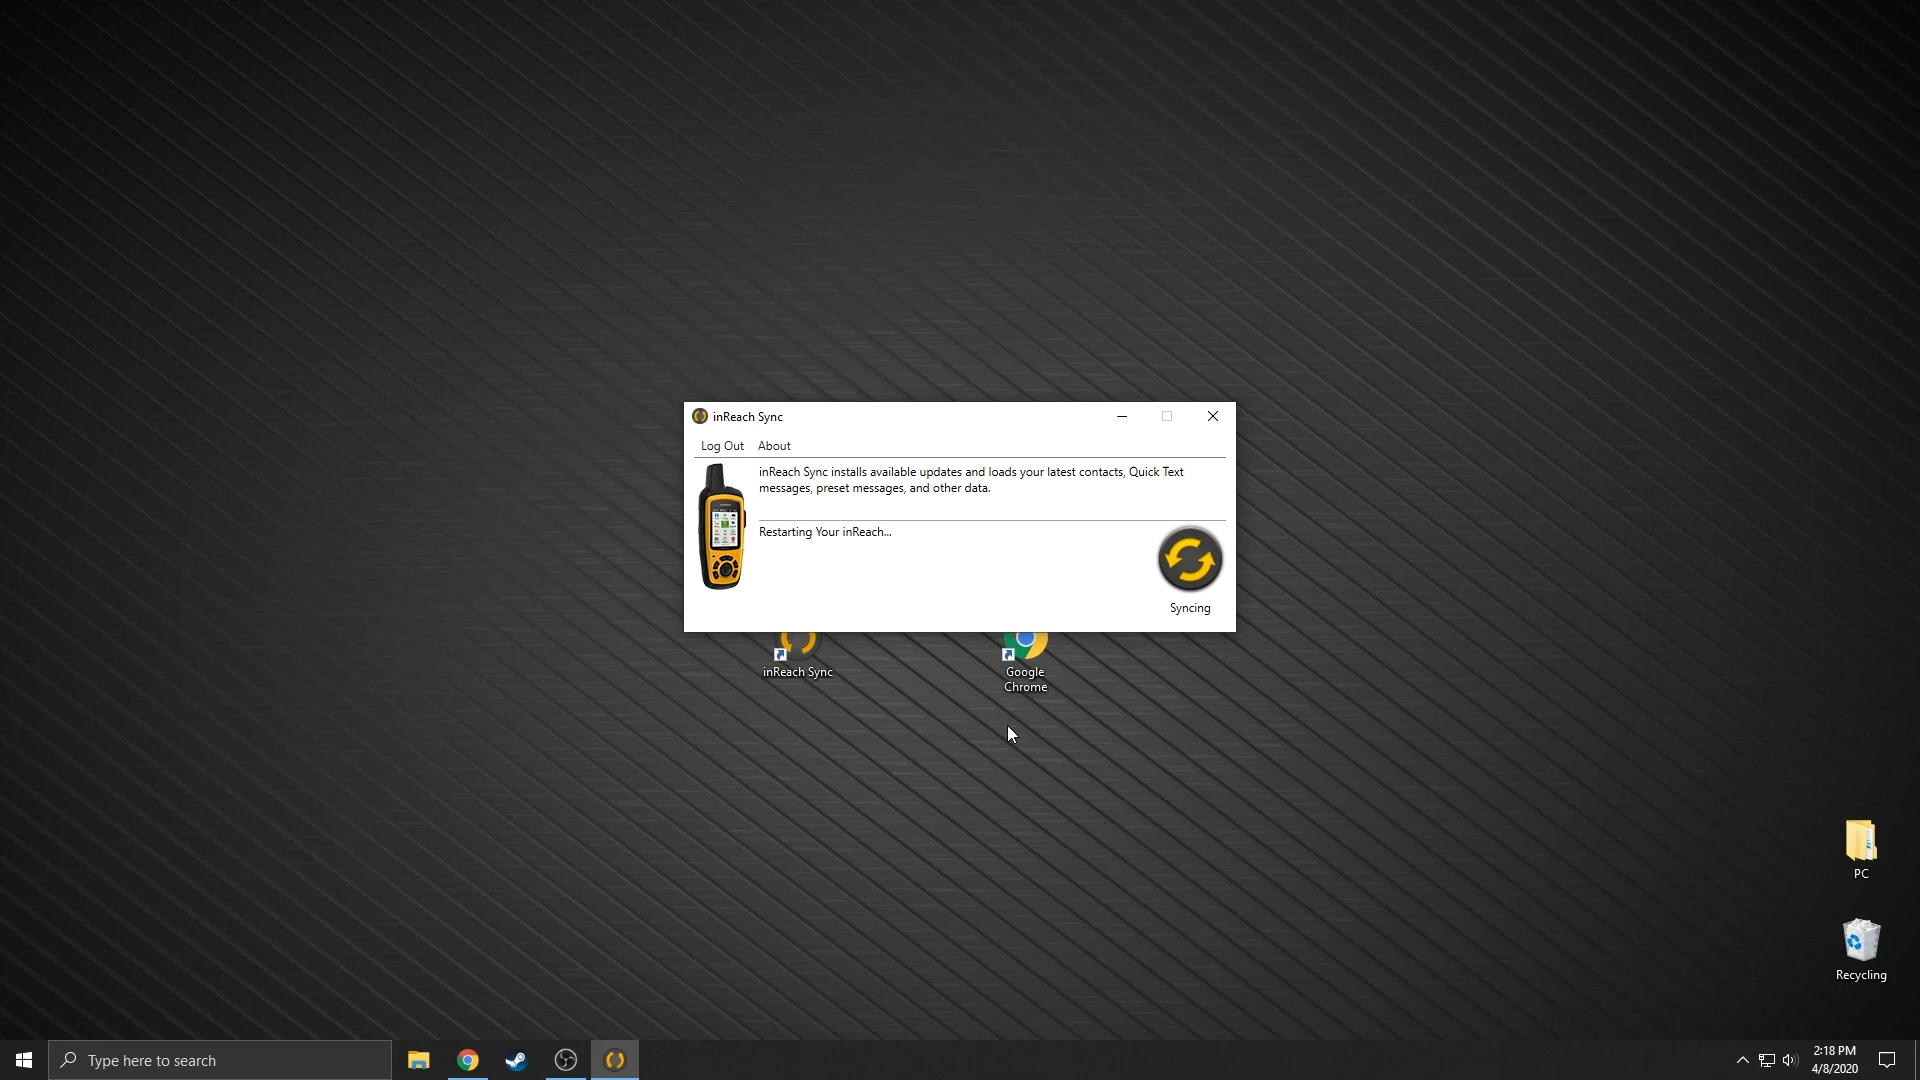 inReach Sync
Log Out About
inReach Sync installs available updates and loads your latest contacts, Quick Text
messages, preset messages, and other data.
Restarting Your inReach...
Syncing
inReach Sync
Google
Chrome
PC
Recycling
Type here to search
2:18 PM
4/8/2020